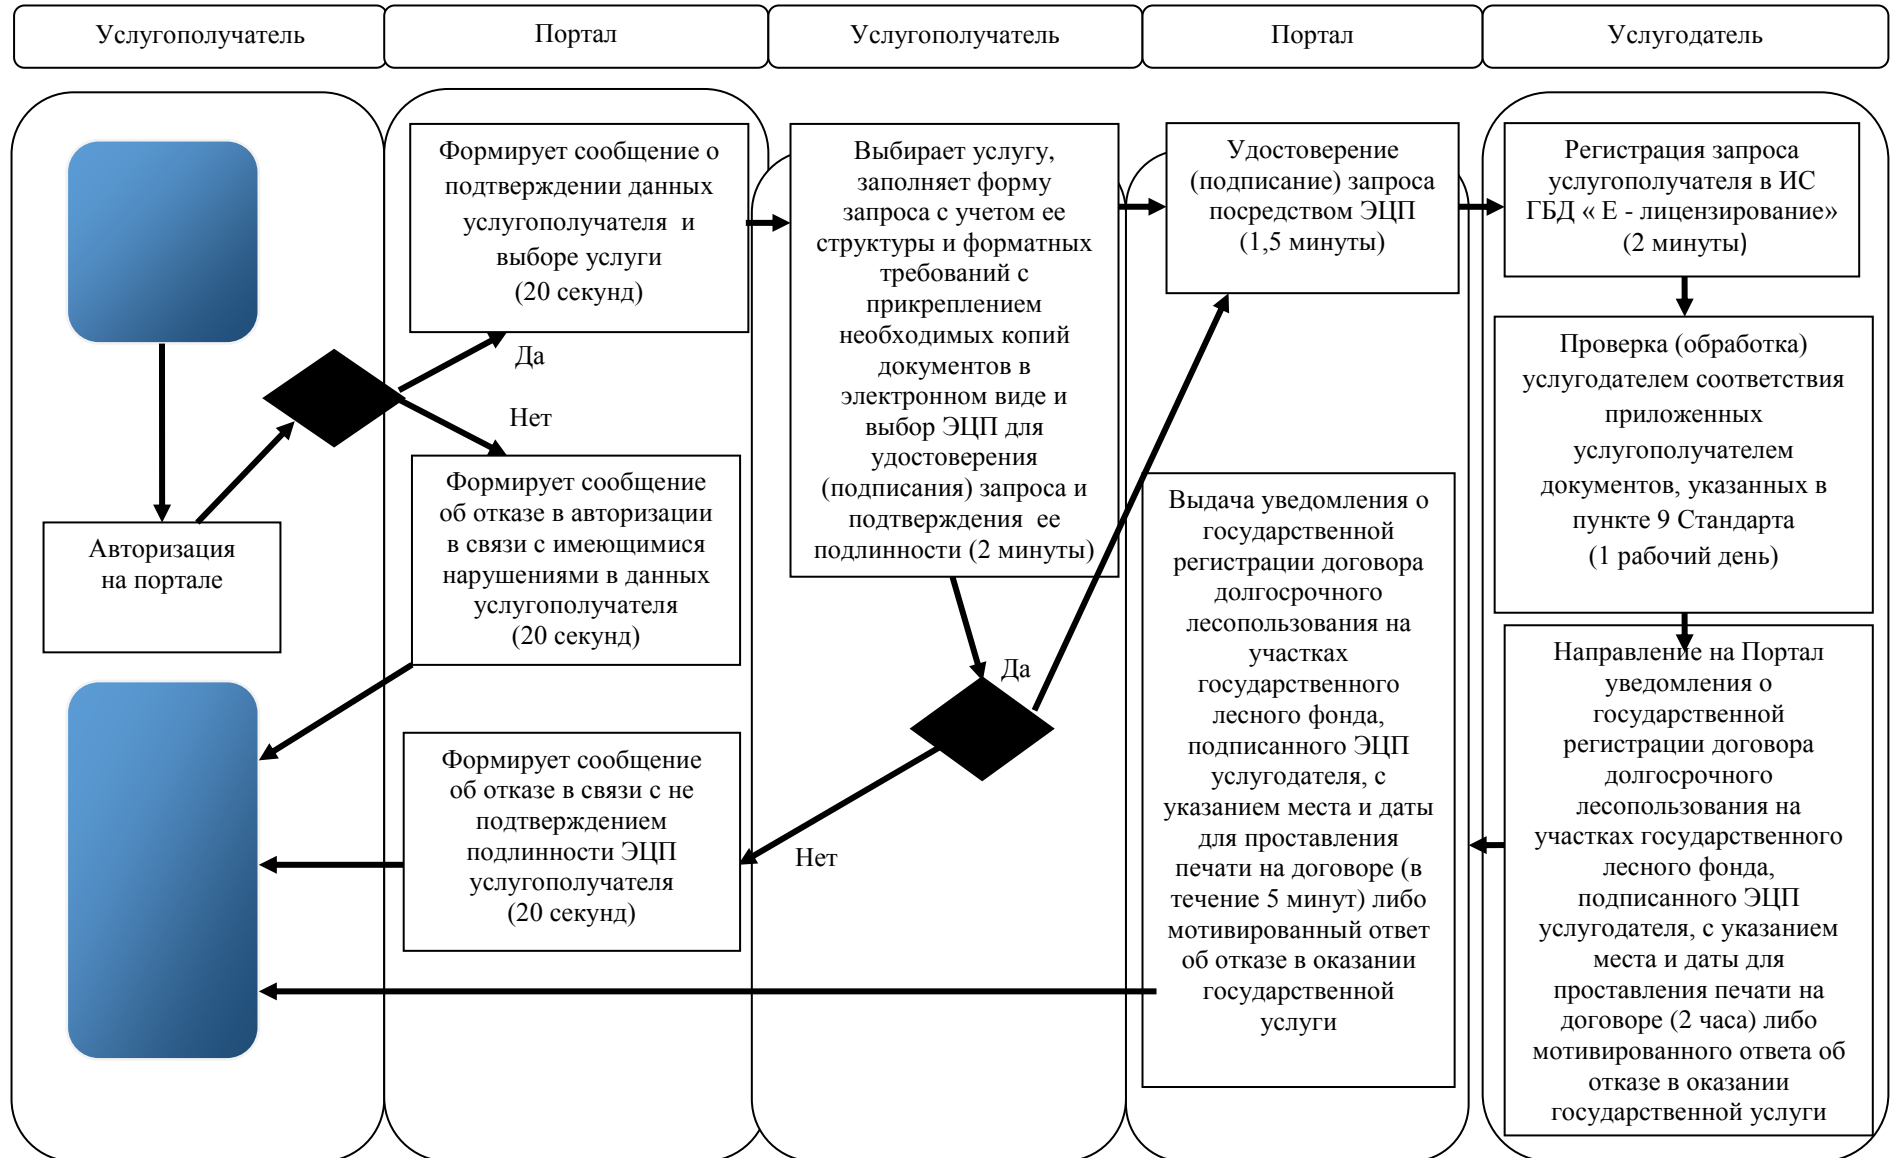 Услугополучатель
Портал
Услугополучатель
Портал
Услугодатель
Авторизация
на портале
Формирует сообщение о
подтверждении данных
услугополучателя и
выборе услуги
(20 секунд)
Да
Нет
Формирует сообщение
об отказе в авторизации
в связи с имеющимися
нарушениями в данных
услугополучателя
(20 секунд)
Формирует сообщение
об отказе в связи с не
подтверждением
подлинности ЭЦП
услугополучателя
(20 секунд)
Выбирает услугу,
заполняет форму
запроса с учетом ее
структуры и форматных
требований с
прикреплением
необходимых копий
документов в
электронном виде и
выбор ЭЦП для
удостоверения
(подписания) запроса и
подтверждения ее
подлинности (2 минуты)
Да
Нет
Удостоверение
(подписание) запроса
посредством ЭЦП
(1,5 минуты)
Выдача уведомления о
государственной
регистрации договора
долгосрочного
лесопользования на
участках
государственного
лесного фонда,
подписанного ЭЦП
услугодателя, с
указанием места и даты
для проставления
печати на договоре (в
течение 5 минут) либо
мотивированный ответ
об отказе в оказании
государственной
услуги
Регистрация запроса
услугополучателя в ИС
ГБД « Е - лицензирование»
(2 минуты)
Проверка (обработка)
услугодателем соответствия
приложенных
услугополучателем
документов, указанных в
пункте 9 Стандарта
(1 рабочий день)
Направление на Портал
уведомления о
государственной
регистрации договора
долгосрочного
лесопользования на
участках государственного
лесного фонда,
подписанного ЭЦП
услугодателя, с указанием
места и даты для
проставления печати на
договоре (2 часа) либо
мотивированного ответа об
отказе в оказании
государственной услуги